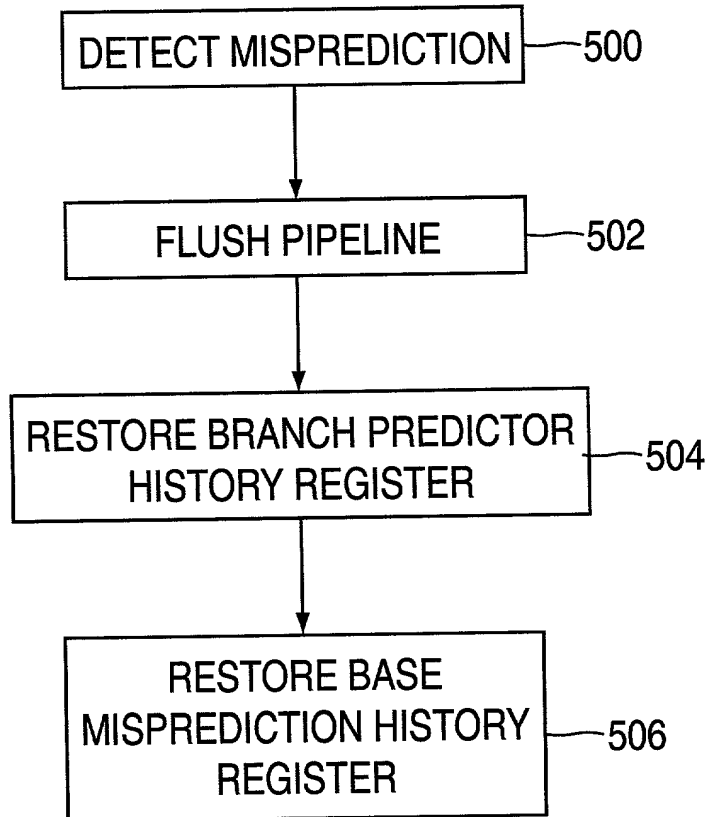 DETECT MISPREDICTION
500
FLUSH PIPELINE
502
RESTORE BRANCH PREDICTOR
HISTORY REGISTER
504
RESTORE BASE
MISPREDICTION HISTORY
REGISTER
506